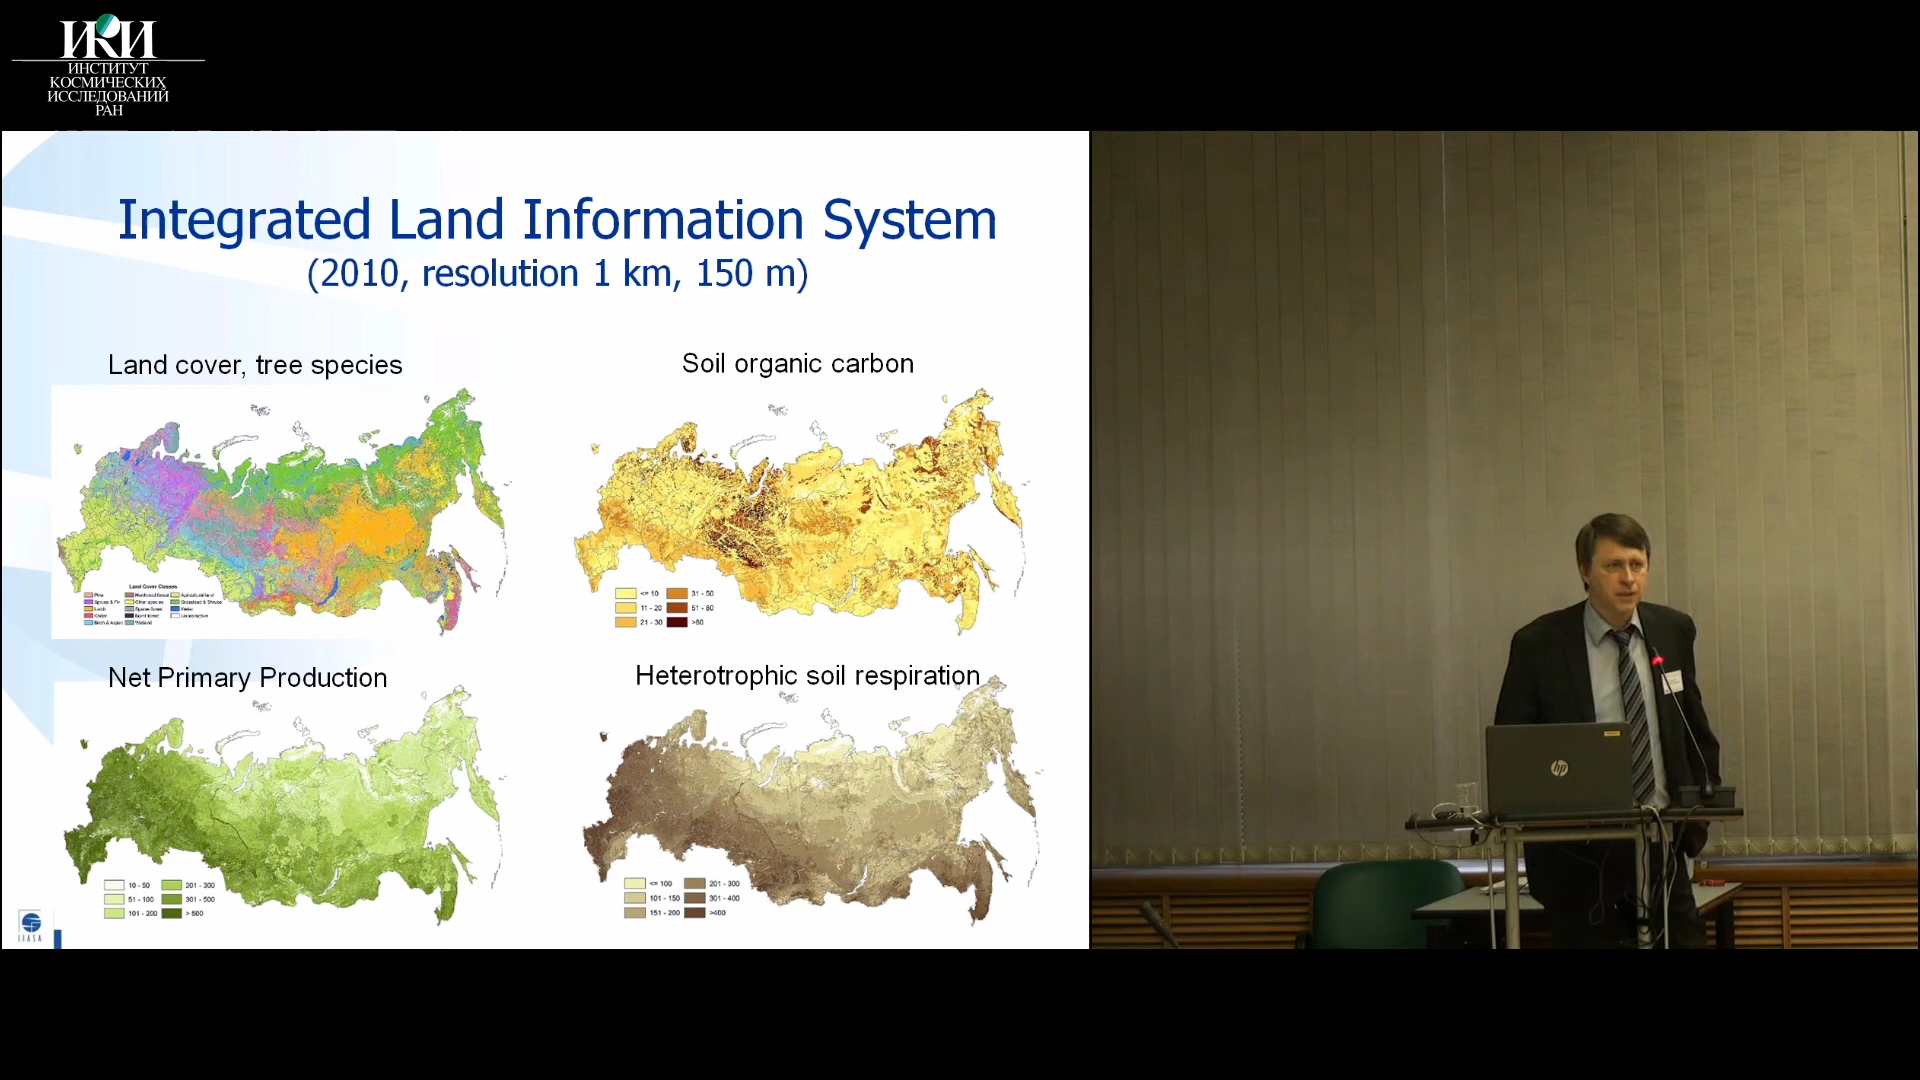 ИКИ
ИНСТИТУТ
КОСМИЧЕСКИХ
ИССЛЕДОВАНИЙ
РАН
Integrated Land Information System
(2010, resolution 1 km, 150 m)
Land cover, tree species
Soil organic carbon
Land Cover Classes
Pine
Spruce & Fir
Larch
Cedar
Birch & Aspen
Hardwood forest
Other species
Sparse forest
Burnt forest
Wetland
Agricultural land
Grassland & Shrubs
Water
Unproductive
<= 10
11 - 20
21 - 30
31 - 50
51 - 80
>80
Net Primary Production
Heterotrophic soil respiration
10 - 50
51 - 100
101 - 200
201 - 300
301 - 500
> 500
<= 100
101 - 150
151 - 200
201 - 300
301 - 400
>400
IIASA
hp